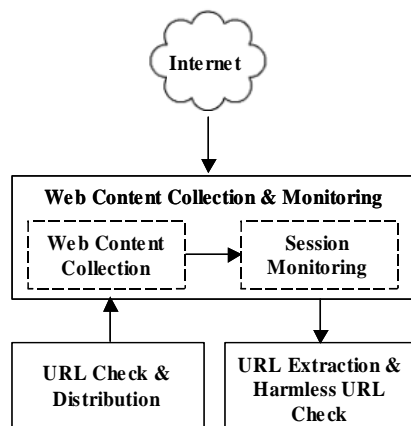 Internet
Web Content Collection & Monitoring
Web Content
Collection
Session
Monitoring
URL Check &
Distribution
URL Extraction &
Harmless URL
Check